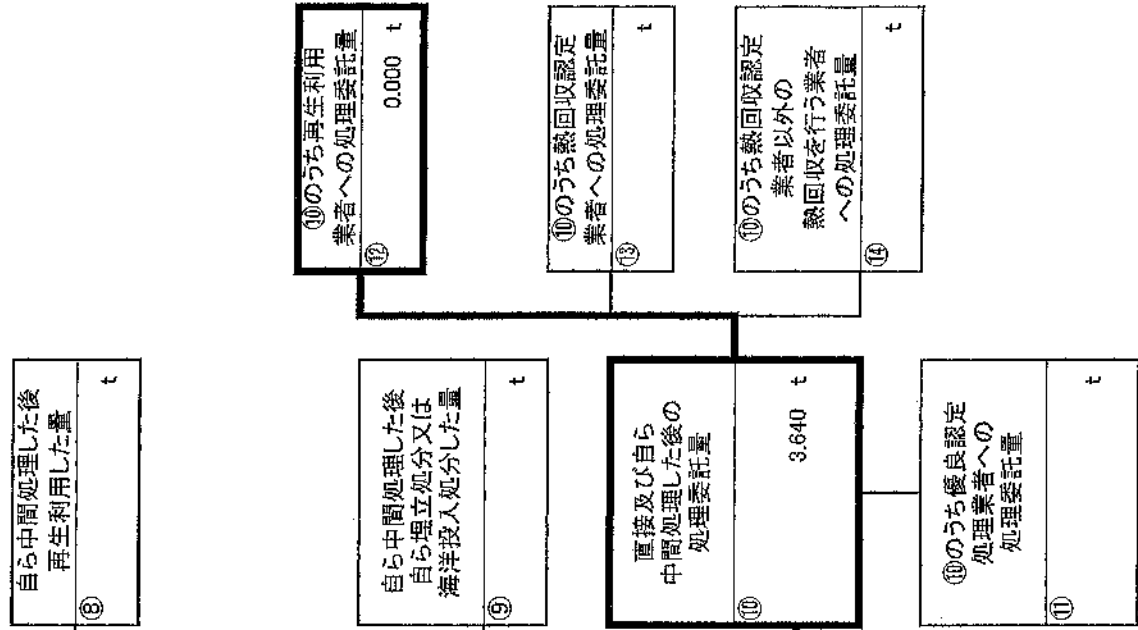 自ら中間処理した後
再生利用した量
⑧
t
自ら中間処理した後
自ら埋立処分又は
海洋投入処分した量
⑨
直接及び自ら
中間処理した後の
処理委託量
⑩
3.640 t
⑩のうち優良認定
処理業者への
処理委託量
⑪
t
⑩のうち再生利用
業者への処理委託量
⑫
0.000 t
⑩のうち熱回収認定
業者への処理委託量
⑬
t
⑩のうち熱回収認定
業者以外の
熱回収を行う業者
への処理委託量
⑭
t